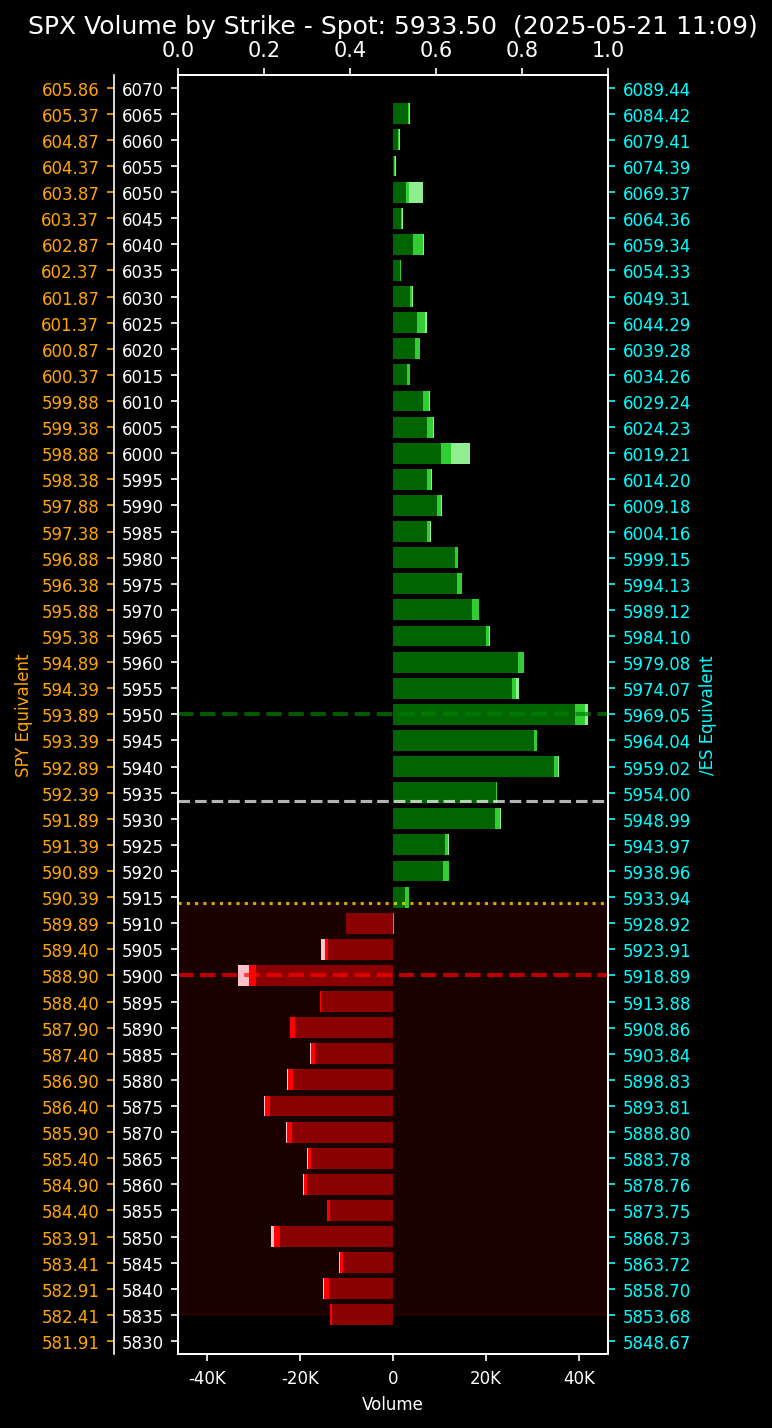 SPX Volume by Strike - Spot: 5933.50 (2025-05-21 11:09)
0.0 0.2 0.4 0.6 0.8 1.0
605.86 6070 6089.44
605.37 6065 6084.42
604.87 6060 6079.41
604.37 6055 6074.39
603.87 6050 6069.37
603.37 6045 6064.36
602.87 6040 6059.34
602.37 6035 6054.33
601.87 6030 6049.31
601.37 6025 6044.29
600.87 6020 6039.28
600.37 6015 6034.26
599.88 6010 6029.24
599.38 6005 6024.23
598.88 6000 6019.21
598.38 5995 6014.20
597.88 5990 6009.18
597.38 5985 6004.16
596.88 5980 5999.15
596.38 5975 5994.13
595.88 5970 5989.12
595.38 5965 5984.10
594.89 5960 5979.08
594.39 5955 5974.07
593.89 5950 5969.05
593.39 5945 5964.04
592.89 5940 5959.02
592.39 5935 5954.00
591.89 5930 5948.99
591.39 5925 5943.97
590.89 5920 5938.96
590.39 5915 5933.94
589.89 5910 5928.92
589.40 5905 5923.91
588.90 5900 5918.89
588.40 5895 5913.88
587.90 5890 5908.86
587.40 5885 5903.84
586.90 5880 5898.83
586.40 5875 5893.81
585.90 5870 5888.80
585.40 5865 5883.78
584.90 5860 5878.76
584.40 5855 5873.75
583.91 5850 5868.73
583.41 5845 5863.72
582.91 5840 5858.70
582.41 5835 5853.68
581.91 5830 5848.67
SPY Equivalent
/ES Equivalent
-40K -20K 0 20K 40K
Volume